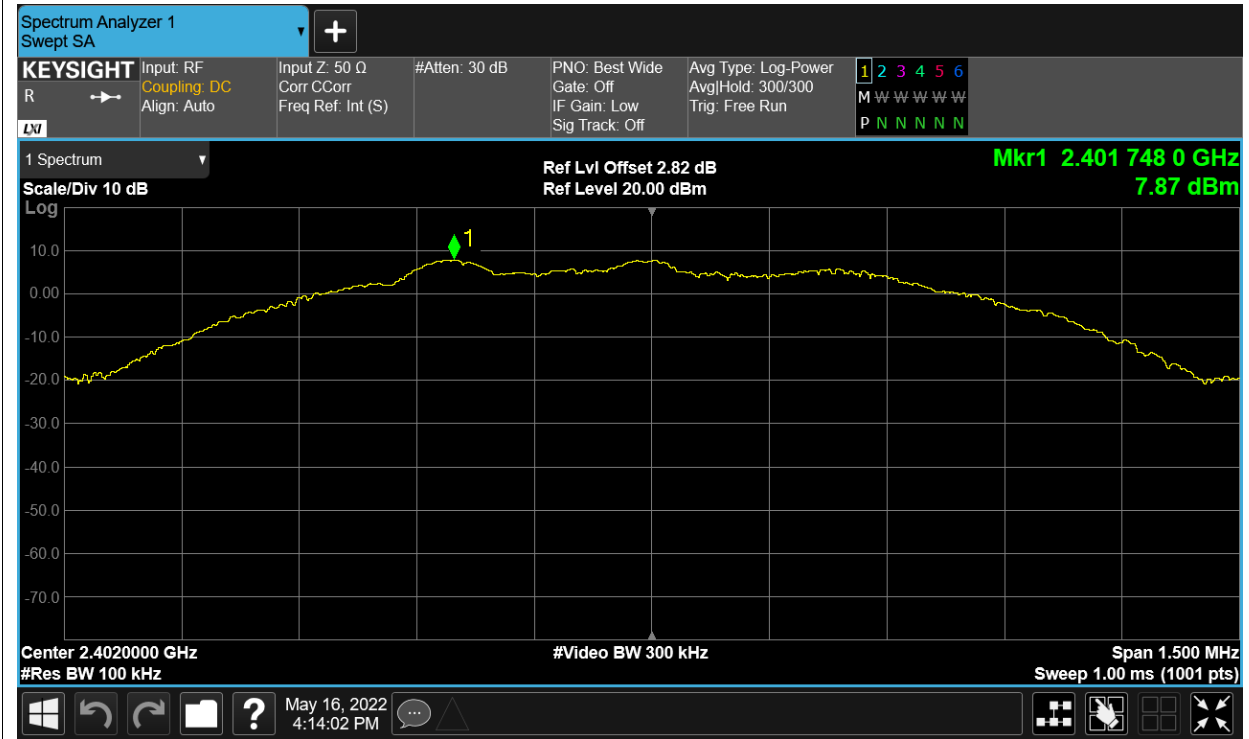 Spectrum Analyzer 1
Swept SA
+
KEYSIGHT
R
LXI
Input: RF
Coupling: DC
Align: Auto
Input Z: 50 Ω
Corr CCorr
Freq Ref: Int (S)
#Atten: 30 dB
PNO: Best Wide
Gate: Off
IF Gain: Low
Sig Track: Off
Avg Type: Log-Power
Avg|Hold: 300/300
Trig: Free Run
1 2 3 4 5 6
M W W W W W
P N N N N N
1 Spectrum
Scale/Div 10 dB
Log
Ref Lvl Offset 2.82 dB
Ref Level 20.00 dBm
Mkr1 2.401 748 0 GHz
7.87 dBm
1
10.0
0.00
-10.0
-20.0
-30.0
-40.0
-50.0
-60.0
-70.0
Center 2.4020000 GHz
#Res BW 100 kHz
#Video BW 300 kHz
Span 1.500 MHz
Sweep 1.00 ms (1001 pts)
?
May 16, 2022
4:14:02 PM